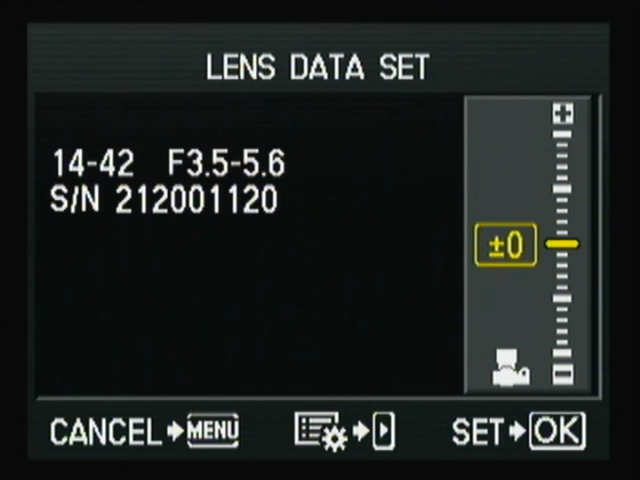 LENS DATA SET
14-42 F3.5-5.6
S/N 212001120
±0
CANCEL MENU SET OK